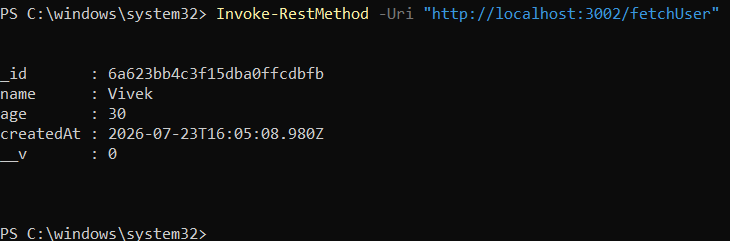 PS C:\windows\system32> Invoke-RestMethod -Uri "http://localhost:3002/fetchUser"
_id       : 6a623bb4c3f15dba0ffcdbfb
name      : Vivek
age       : 30
createdAt : 2026-07-23T16:05:08.980Z
__v       : 0
PS C:\windows\system32>